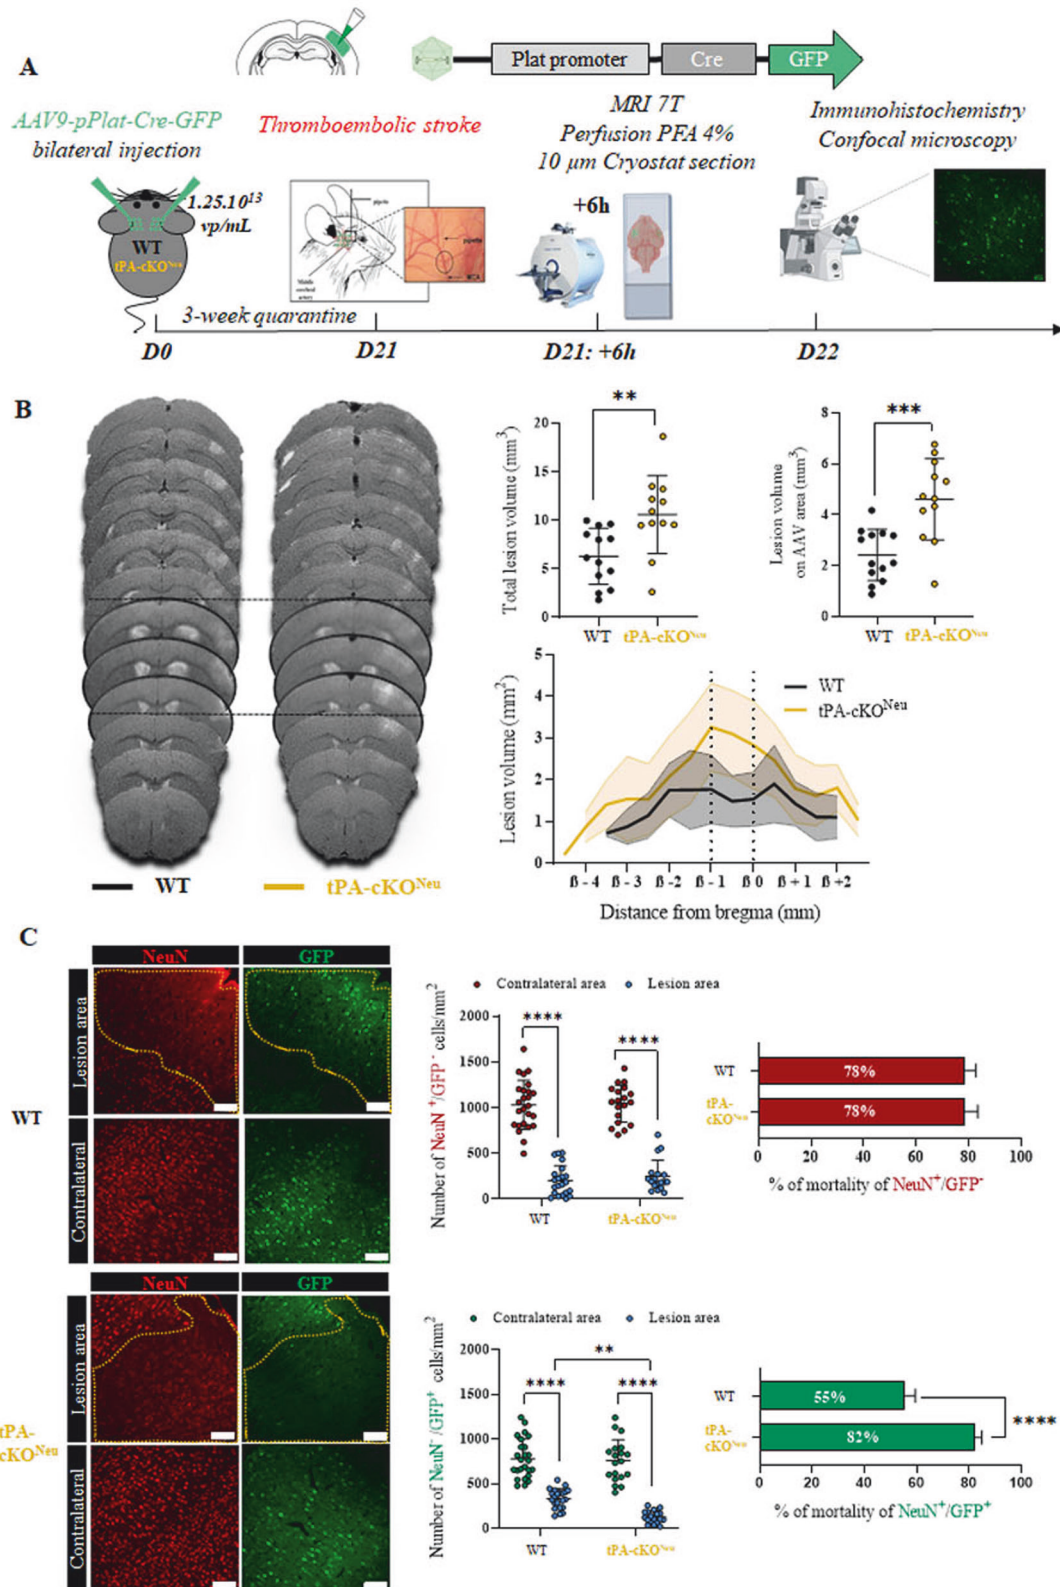 A
Plat promoter
Cre
GFP
AAV9-pPlat-Cre-GFP
bilateral injection
Thromboembolic stroke
MRI 7T
Perfusion PFA 4%
10 µm Cryostat section
Immunohistochemistry
Confocal microscopy
1.25.10¹³
vp/mL
WT
tPA-cKO^Neu
pipette
pipette
Middle
cerebral
artery
+6h
3-week quarantine
D0
D21
D21: +6h
D22
B
WT
tPA-cKO^Neu
**
Total lesion volume (mm³)
20
15
10
5
0
WT
tPA-cKO^Neu
***
Lesion volume
on AAV area (mm³)
8
6
4
2
0
WT
tPA-cKO^Neu
Lesion volume (mm²)
5
4
3
2
1
0
WT
tPA-cKO^Neu
ß - 4
ß - 3
ß - 2
ß - 1
ß 0
ß + 1
ß +2
Distance from bregma (mm)
C
NeuN
GFP
WT
Lesion area
Contralateral
NeuN
GFP
tPA-
cKO^Neu
Lesion area
Contralateral
Contralateral area
Lesion area
Number of NeuN⁺/GFP⁻ cells/mm²
2000
1500
1000
500
0
****
****
WT
tPA-cKO^Neu
WT
78%
tPA-
cKO^Neu
78%
0 20 40 60 80 100
% of mortality of NeuN⁺/GFP⁻
Contralateral area
Lesion area
Number of NeuN⁻/GFP⁺ cells/mm²
2000
1500
1000
500
0
**
****
****
WT
tPA-cKO^Neu
WT
55%
tPA-
cKO^Neu
82%
****
0 20 40 60 80 100
% of mortality of NeuN⁺/GFP⁺